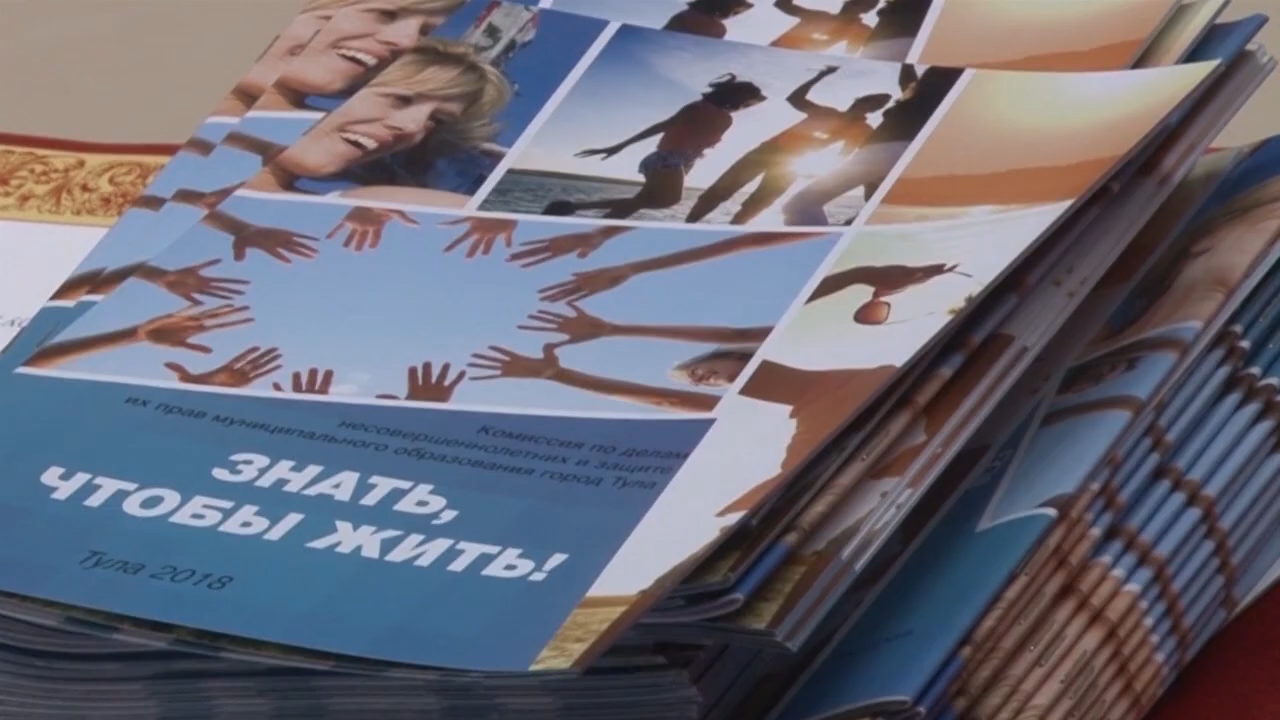 Комиссия по делам
несовершеннолетних и защите
их прав муниципального образования город Тула
ЗНАТЬ,
ЧТОБЫ ЖИТЬ!
Тула 2018